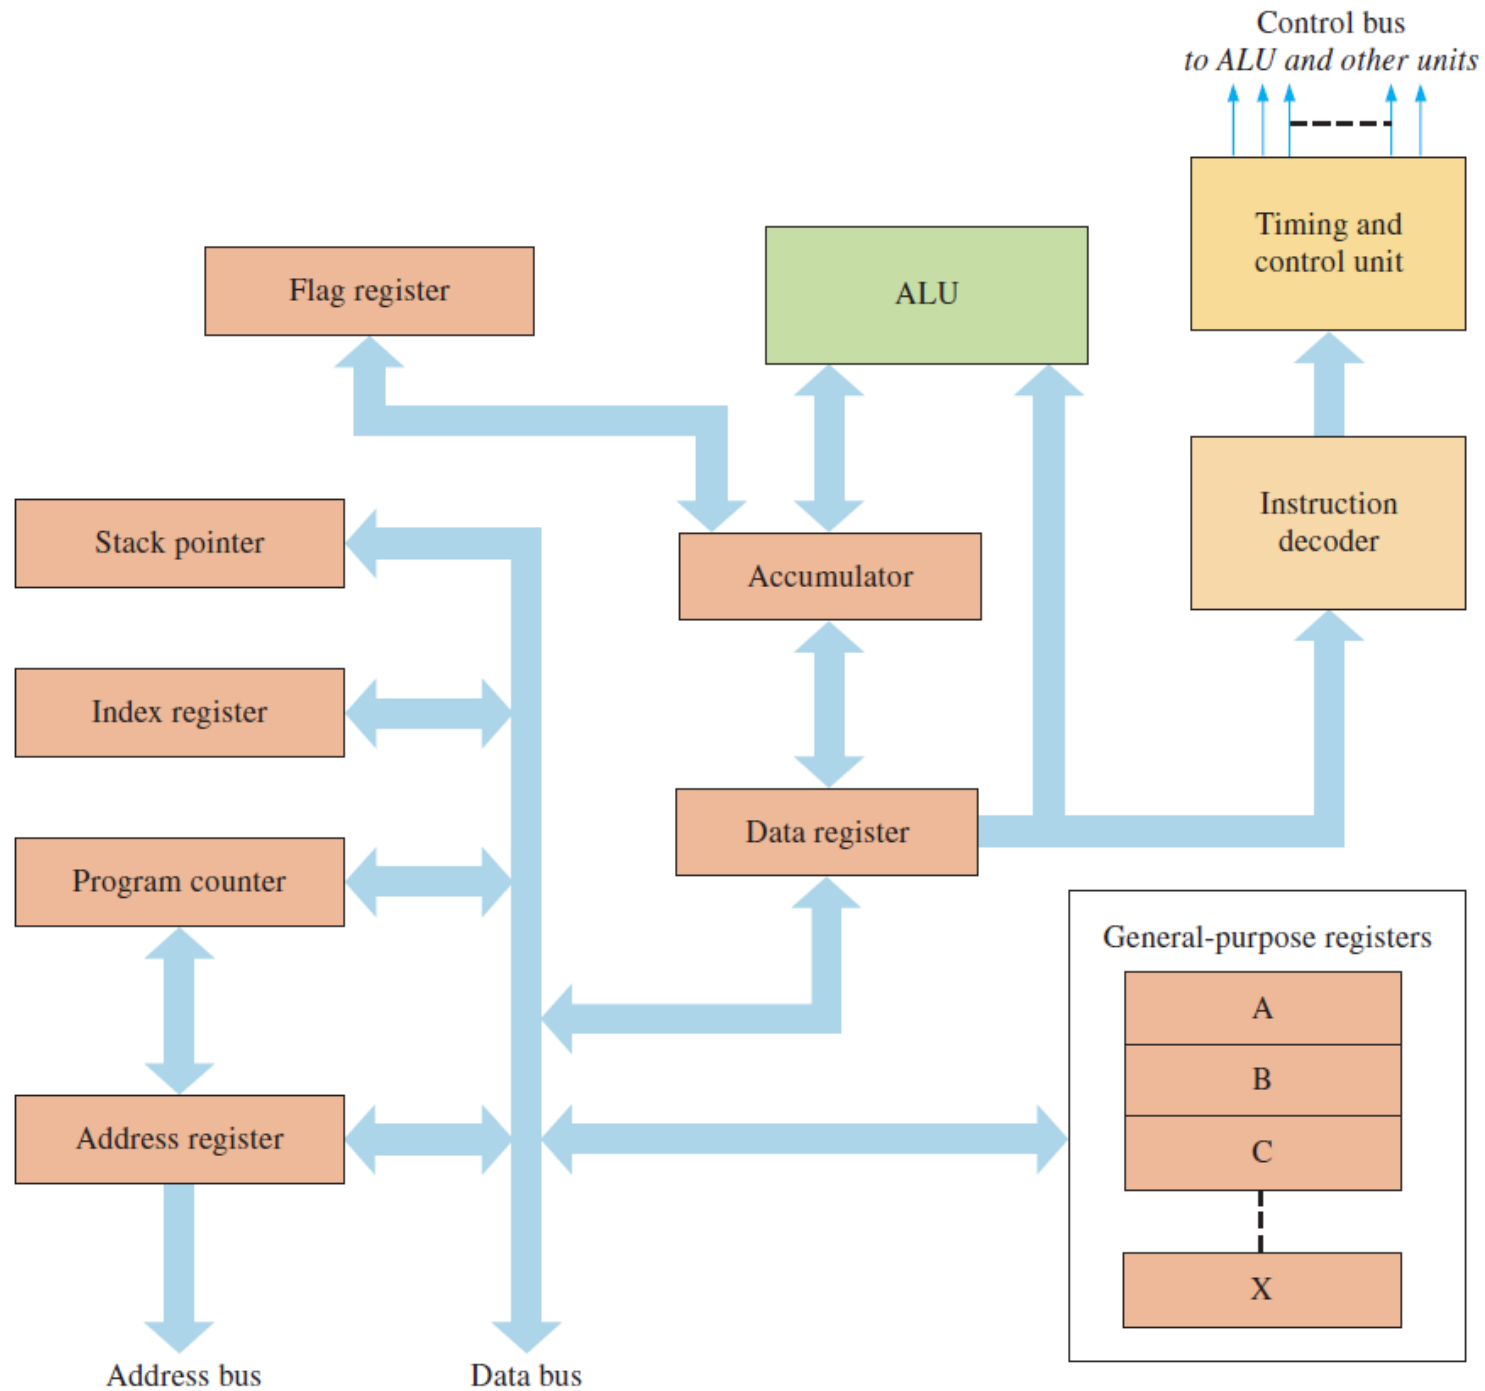 Control bus
to ALU and other units
Timing and
control unit
Flag register
ALU
Instruction
decoder
Stack pointer
Accumulator
Index register
Data register
Program counter
General-purpose registers
A
B
C
X
Address register
Address bus
Data bus